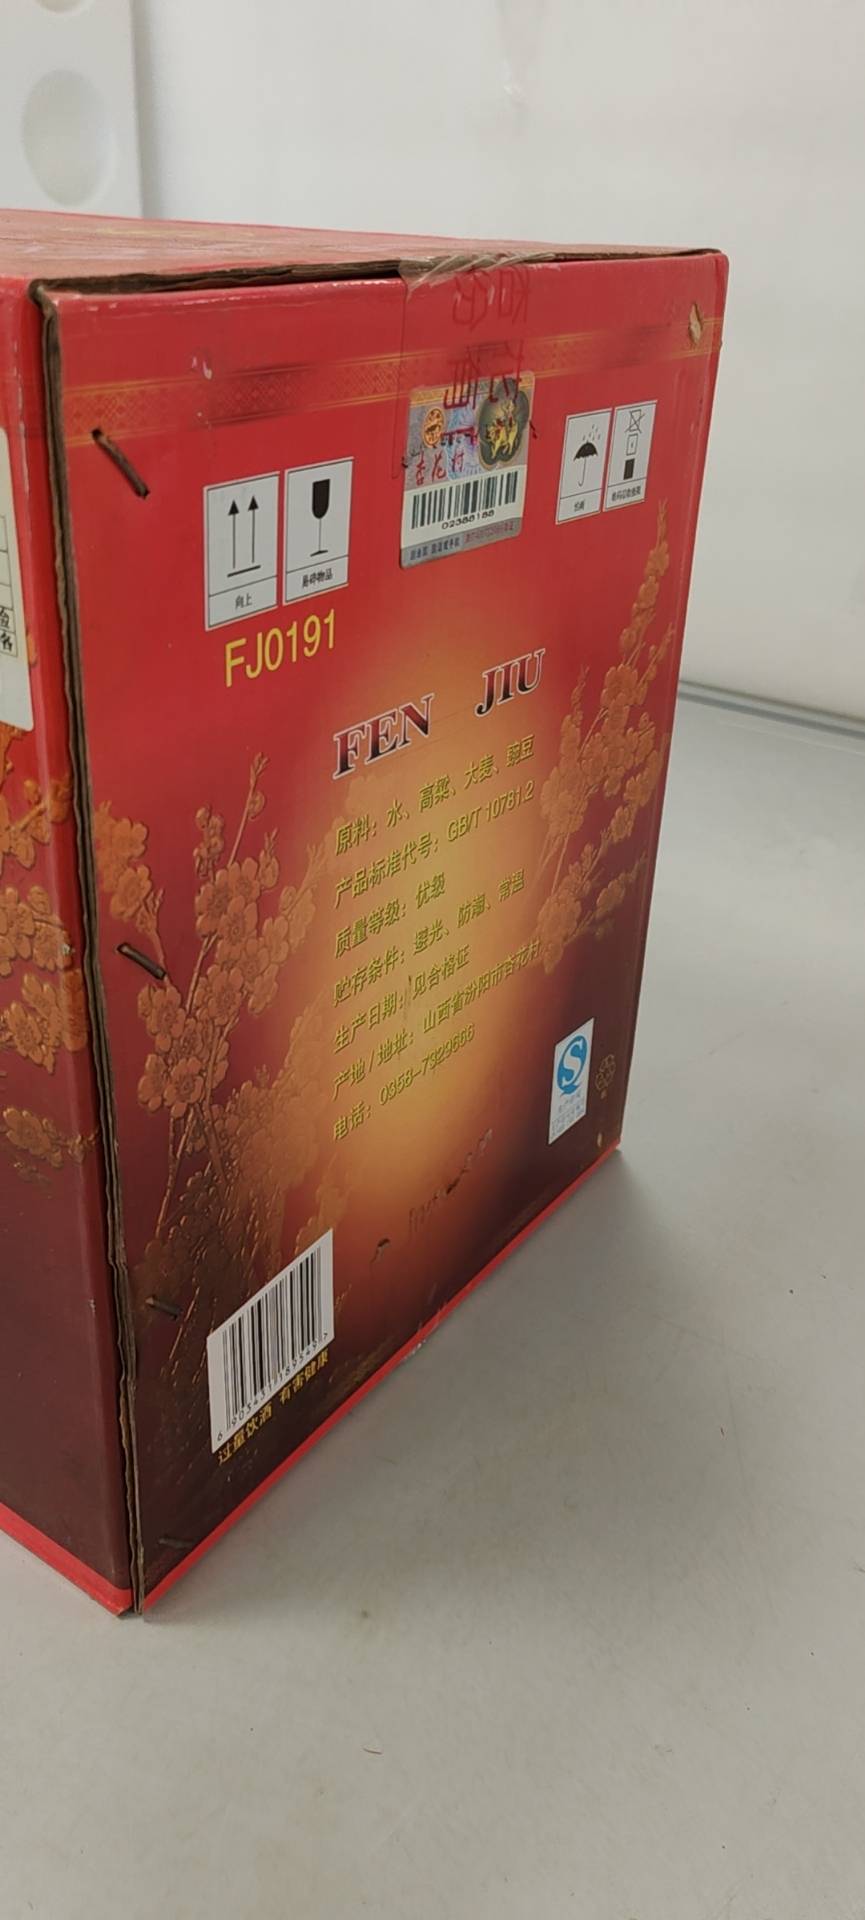 杏花村
02388188
向上
易碎物品
怕雨
FJ0191
FEN JIU
原料：水、高粱、大麦、豌豆
产品标准代号：GB/T 10781.2
质量等级：优级
贮存条件：避光、防潮、常温
生产日期：见合格证
产地/地址：山西省汾阳市杏花村
电话：0358-7329666
过量饮酒 有害健康